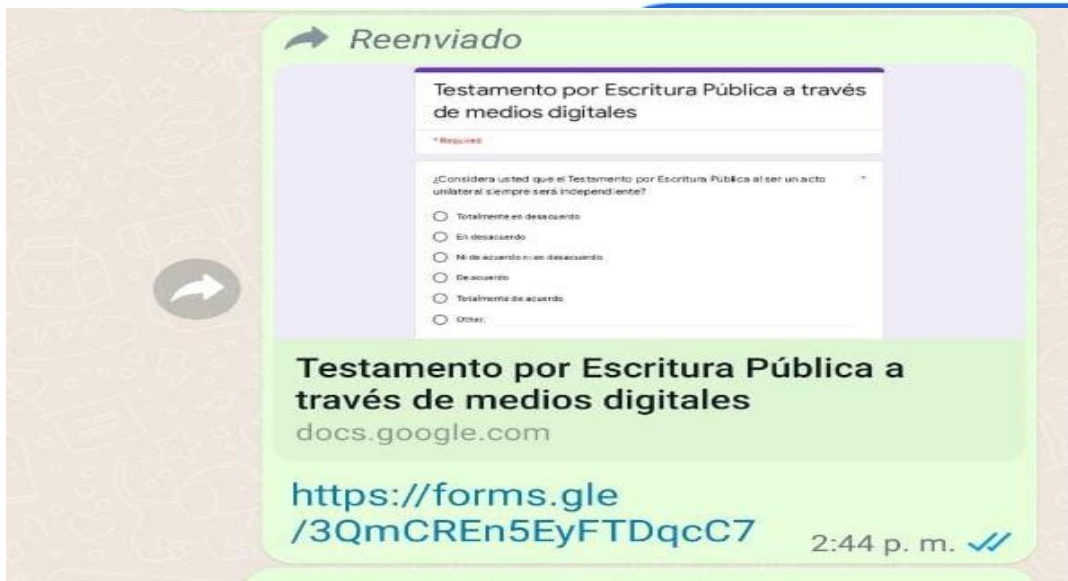 Reenviado
Testamento por Escritura Pública a través
de medios digitales
* Required
¿Considera usted que el Testamento por Escritura Pública al ser un acto
unilateral siempre será independiente? *
Totalmente en desacuerdo
En desacuerdo
Ni de acuerdo ni en desacuerdo
De acuerdo
Totalmente de acuerdo
Other:
Testamento por Escritura Pública a
través de medios digitales
docs.google.com
https://forms.gle
/3QmCREn5EyFTDqcC7
2:44 p. m.